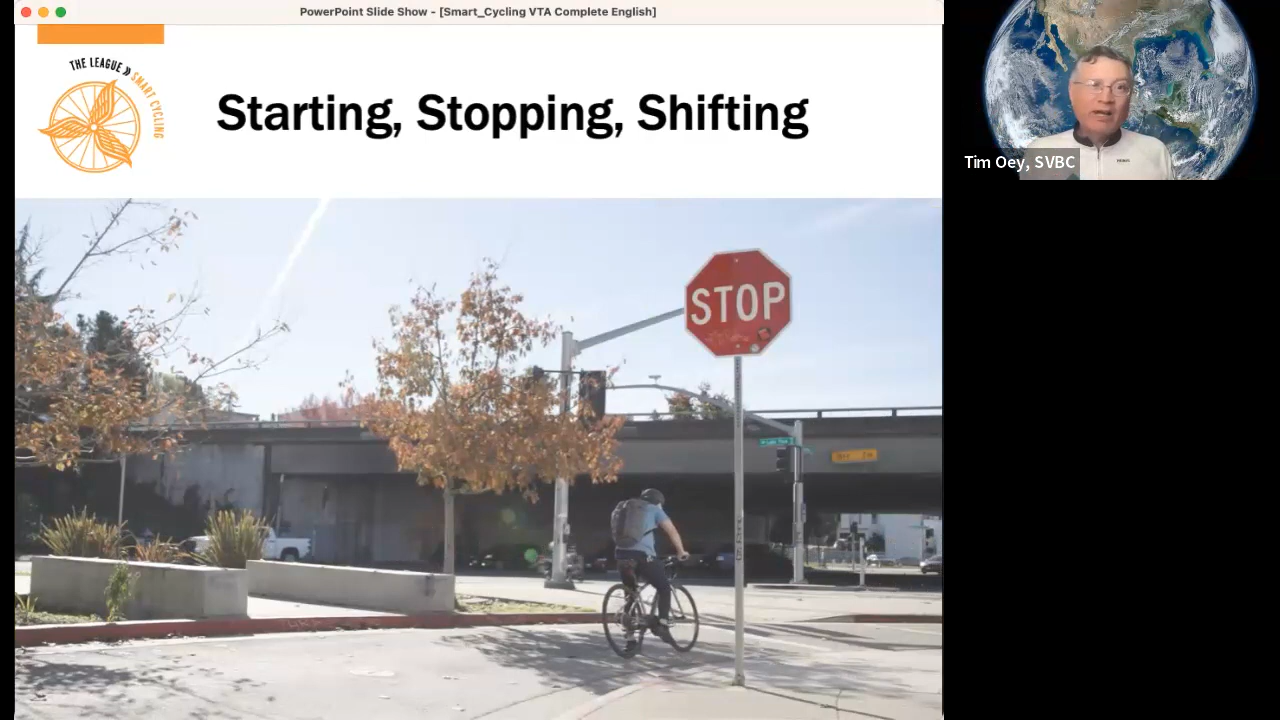 PowerPoint Slide Show - [Smart_Cycling VTA Complete English]
THE LEAGUE
SMART CYCLING
Starting, Stopping, Shifting
Tim Oey, SVBC
STOP